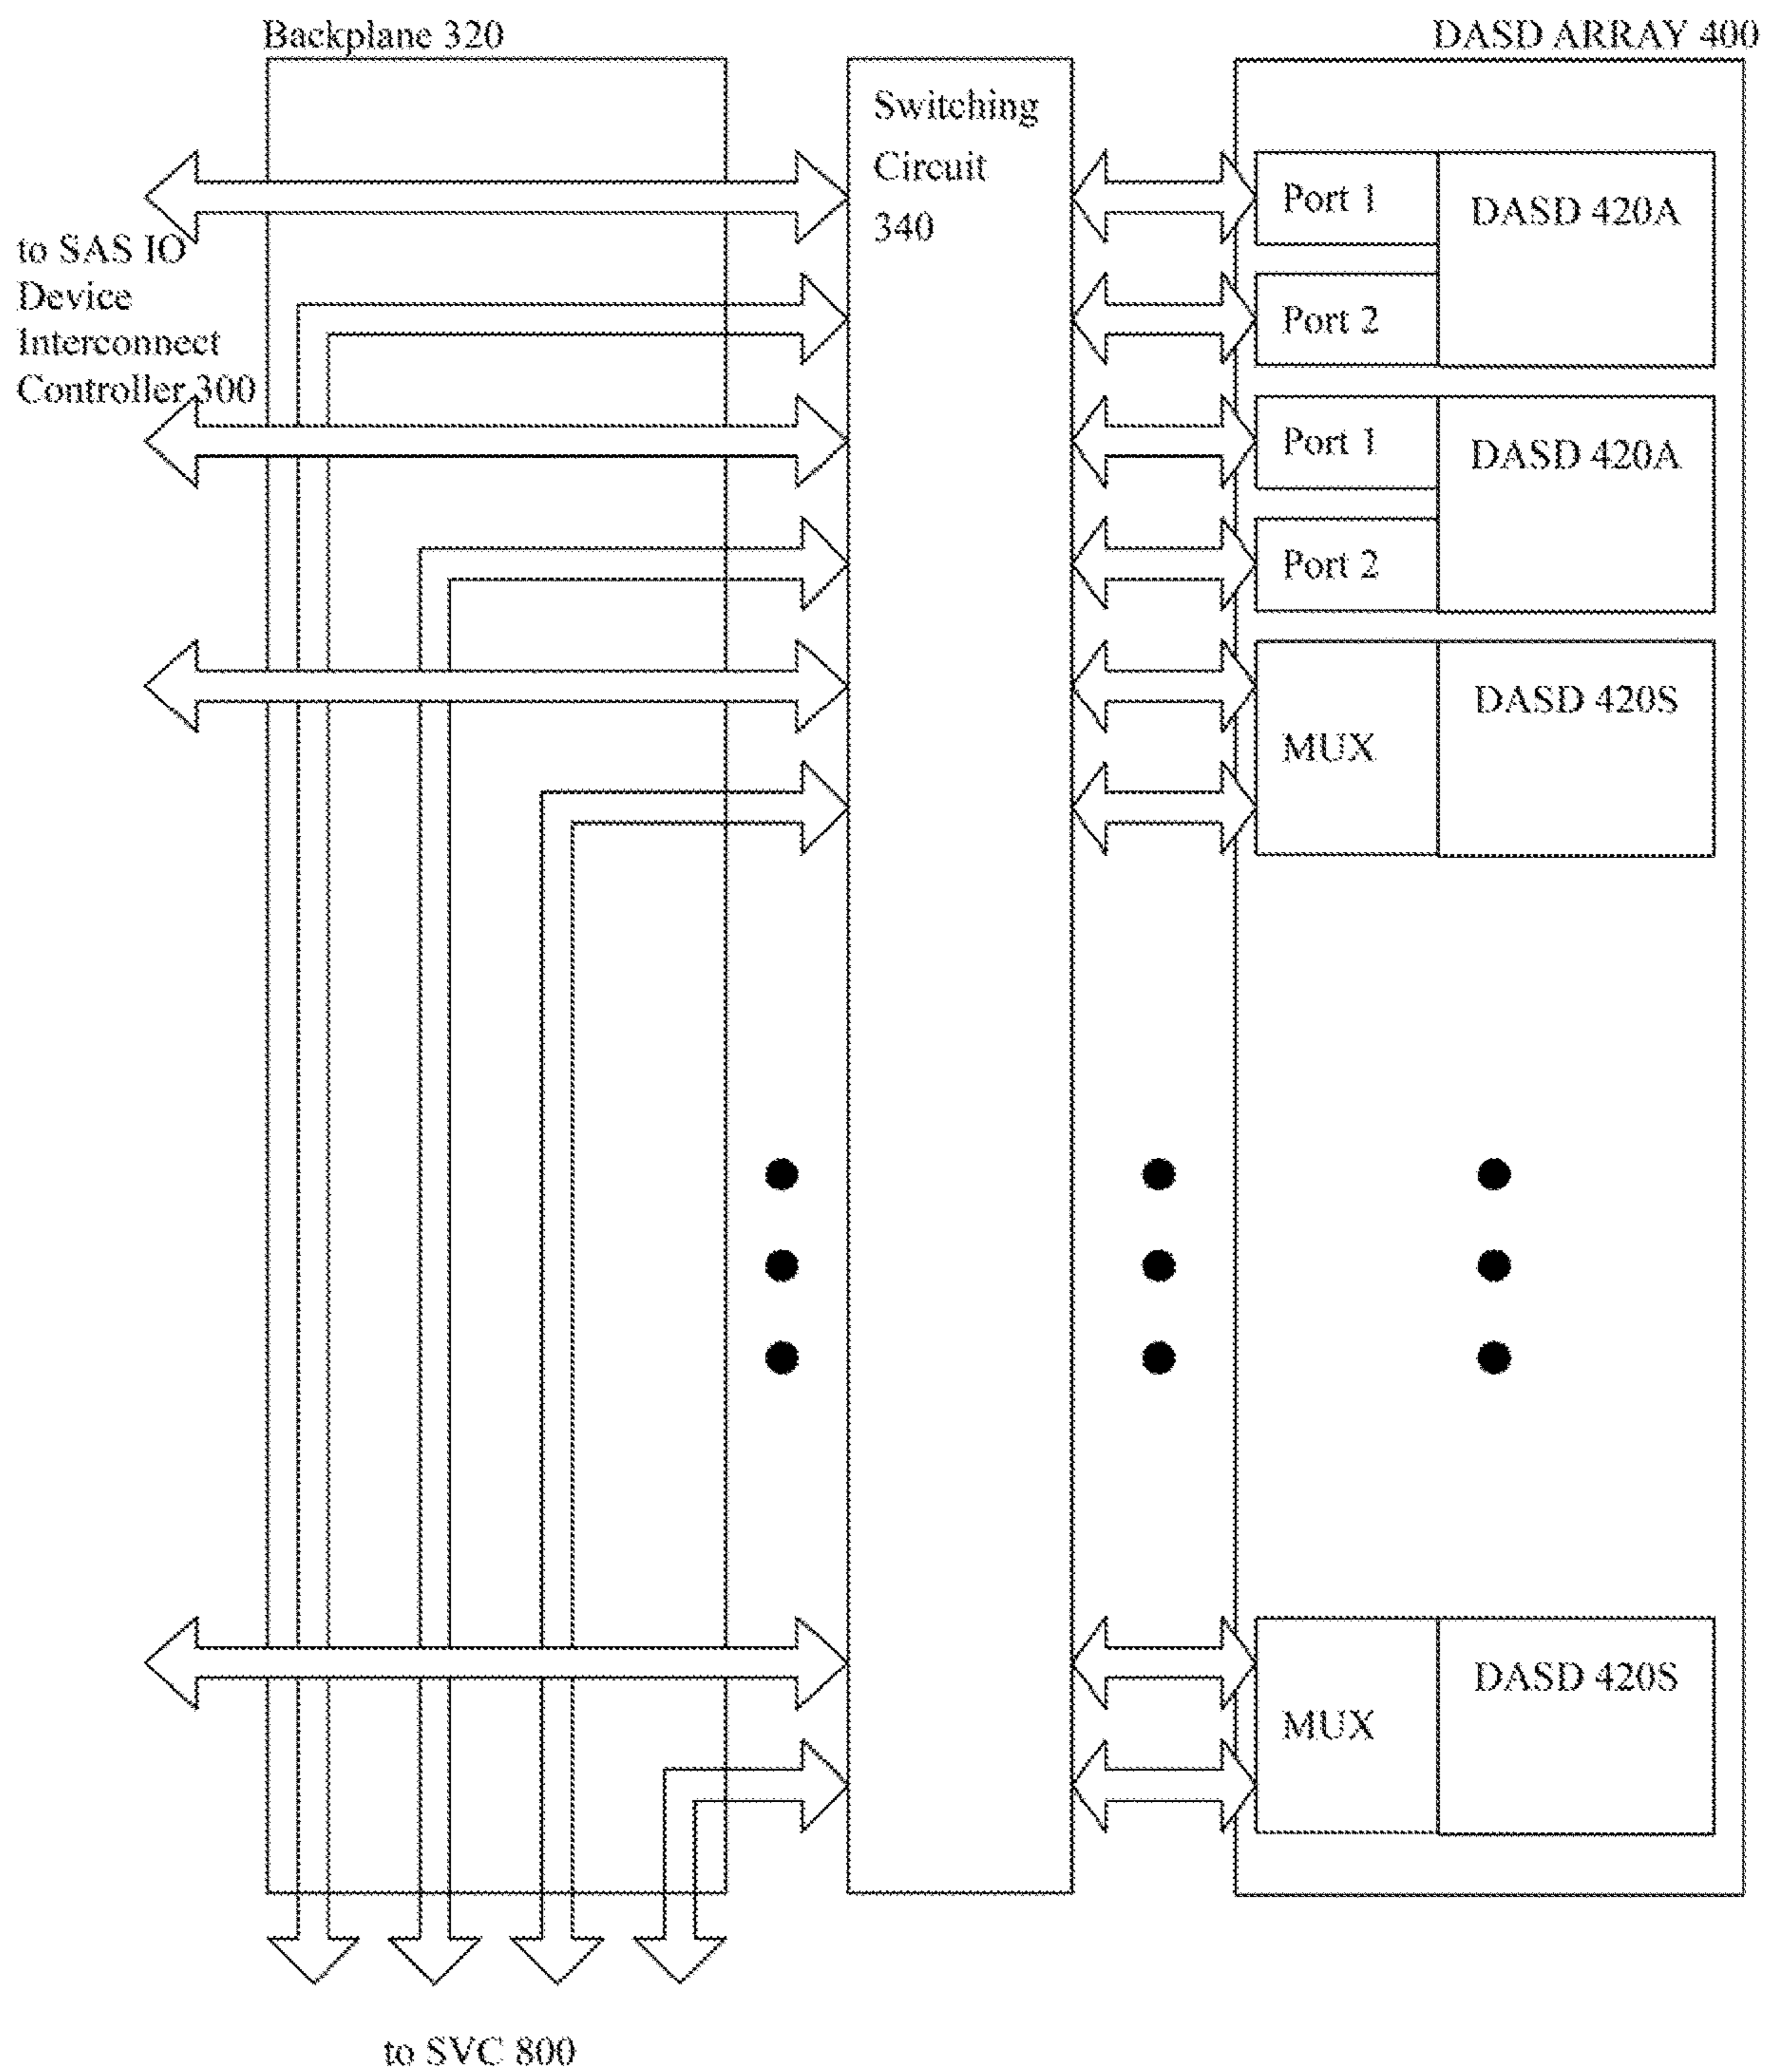 Backplane 320
DASD ARRAY 400
Switching
Circuit
340
to SAS IO
Device
Interconnect
Controller 300
Port 1
DASD 420A
Port 2
Port 1
DASD 420A
Port 2
DASD 420S
MUX
DASD 420S
MUX
to SVC 800